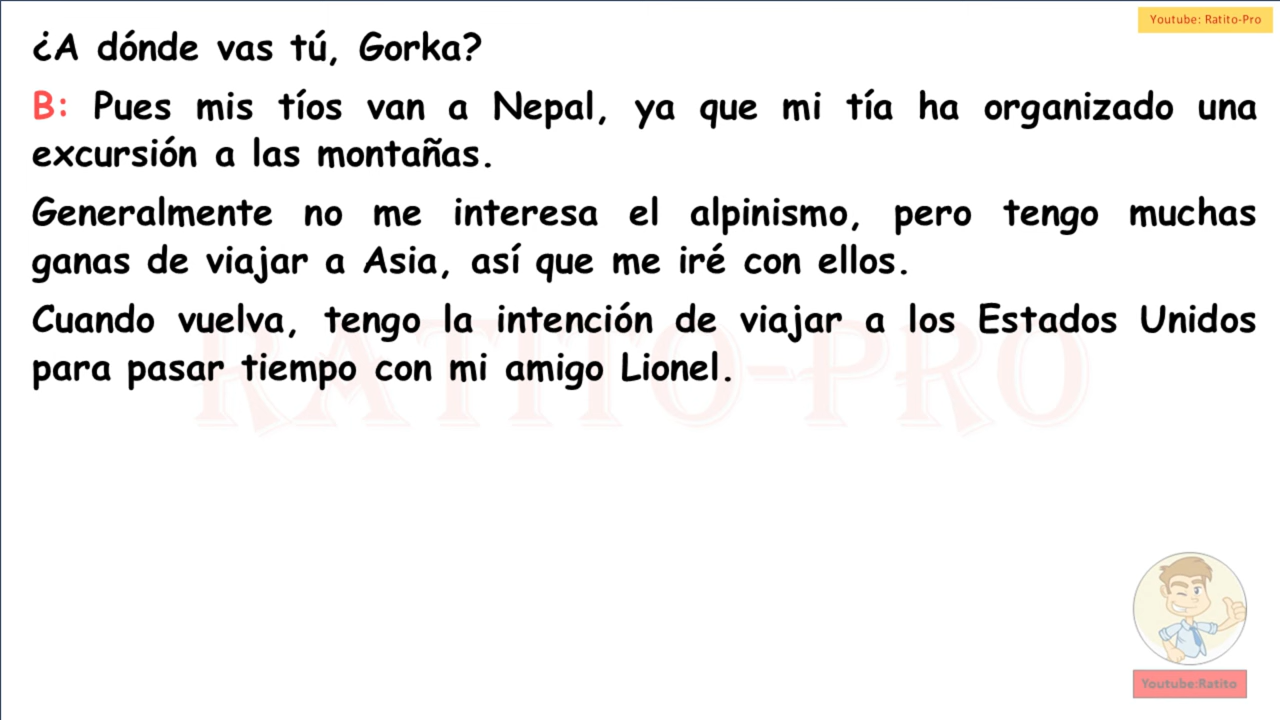 Youtube: Ratito-Pro
¿A dónde vas tú, Gorka?
B: Pues mis tíos van a Nepal, ya que mi tía ha organizado una
excursión a las montañas.
Generalmente no me interesa el alpinismo, pero tengo muchas
ganas de viajar a Asia, así que me iré con ellos.
Cuando vuelva, tengo la intención de viajar a los Estados Unidos
para pasar tiempo con mi amigo Lionel.
RATITO-PRO
Youtube:Ratito